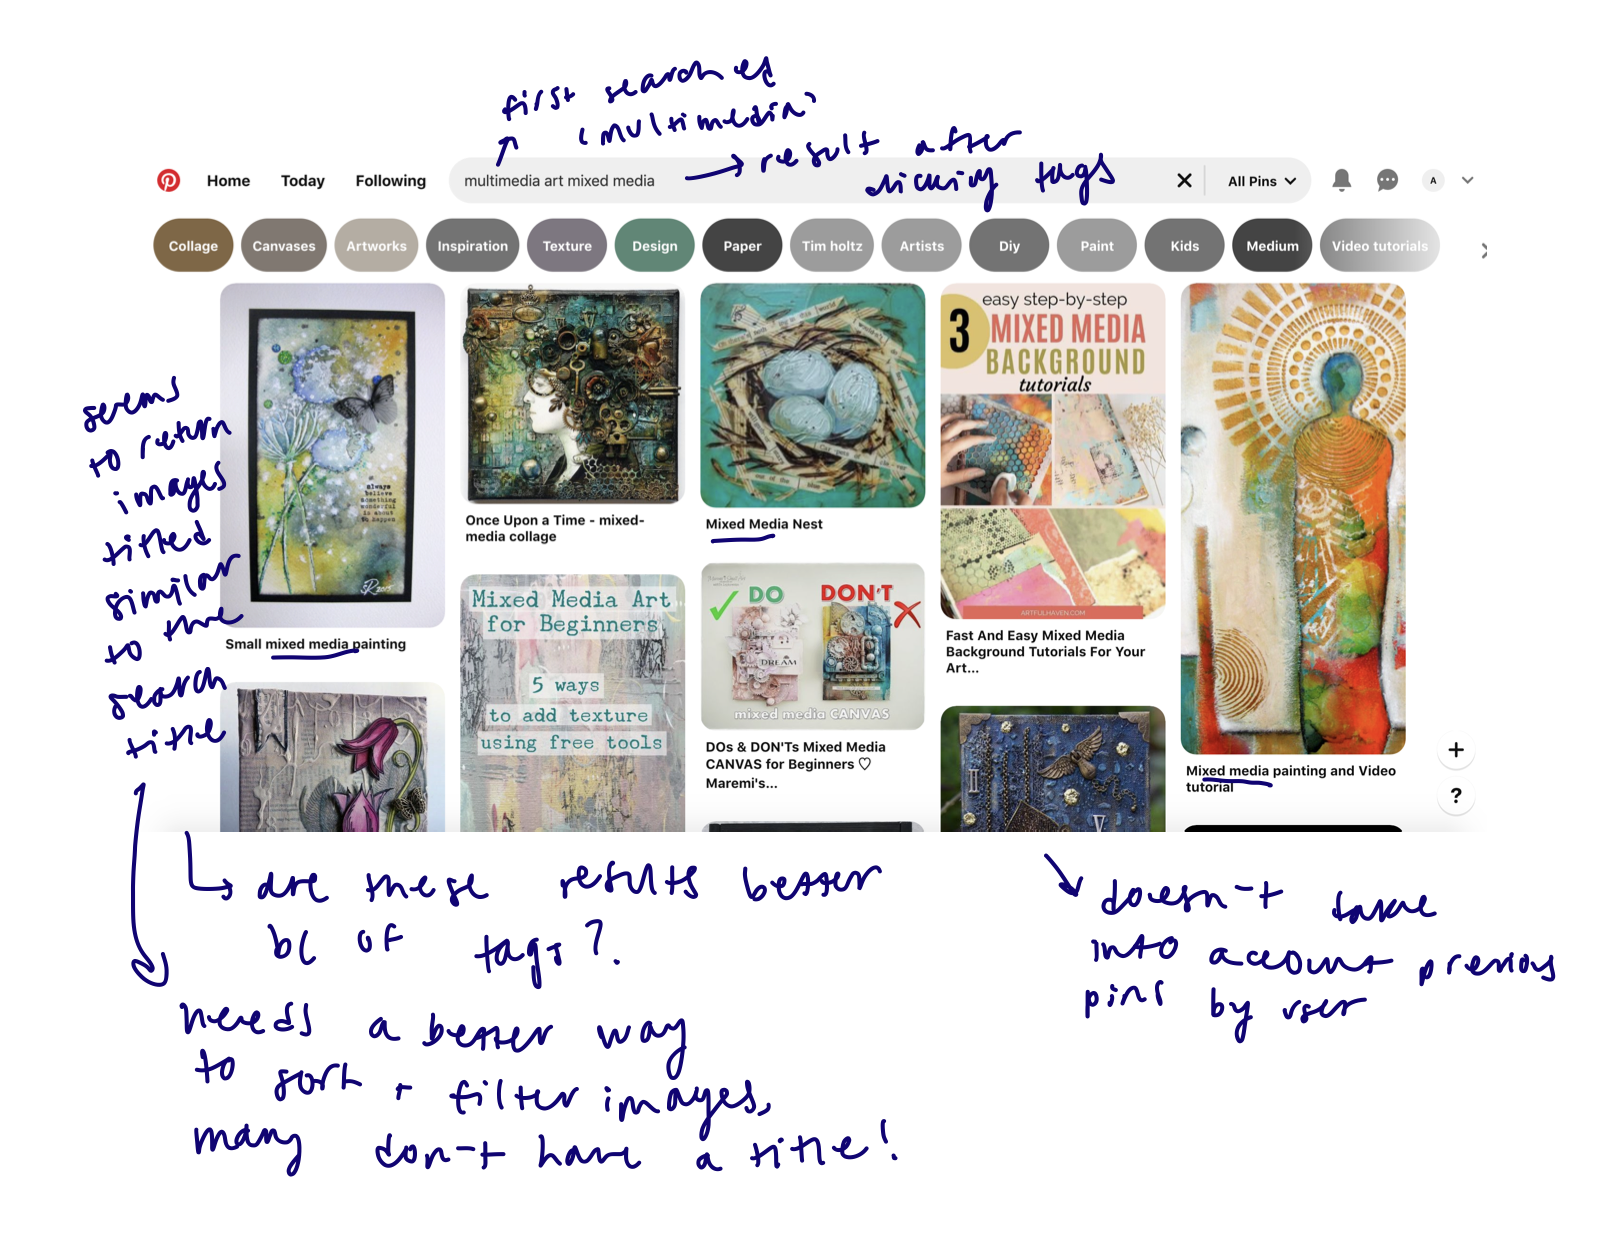 first searched
'multimedia'
→ result after
clicking tags
Home Today Following multimedia art mixed media All Pins A
Collage Canvases Artworks Inspiration Texture Design Paper Tim holtz Artists Diy Paint Kids Medium Video tutorials
seems
to return
images
titled
similar
to the
search
title
always
believe
something
wonderful
is about
to happen
Small mixed media painting
Once Upon a Time - mixed-
media collage
Mixed Media Art
for Beginners
5 ways
to add texture
using free tools
Mixed Media Nest
DO DON'T
DREAM
mixed media CANVAS
DOs & DON'Ts Mixed Media
CANVAS for Beginners ♡
Maremi's...
easy step-by-step
3 MIXED MEDIA
BACKGROUND
tutorials
ARTFULHAVEN.COM
Fast And Easy Mixed Media
Background Tutorials For Your
Art...
II
V
Mixed media painting and Video
tutorial
+
?
are these results better
bc of tags?
needs a better way
to sort + filter images,
many don't have a title!
doesn't take
into account previous
pins by user